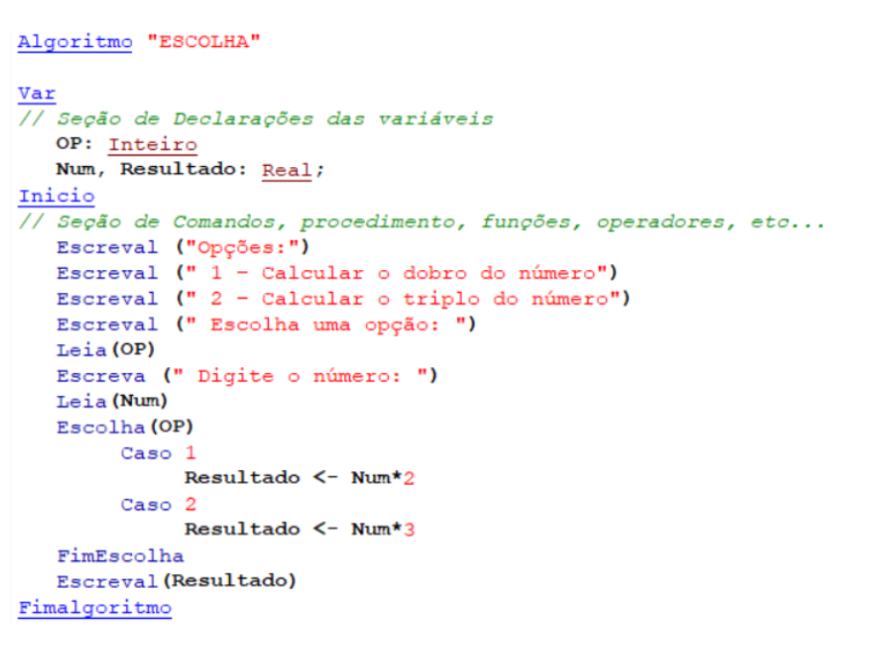 Algoritmo "ESCOLHA"
Var
// Seção de Declarações das variáveis
OP: Inteiro
Num, Resultado: Real;
Inicio
// Seção de Comandos, procedimento, funções, operadores, etc...
Escreval ("Opções:")
Escreval (" 1 - Calcular o dobro do número")
Escreval (" 2 - Calcular o triplo do número")
Escreval (" Escolha uma opção: ")
Leia(OP)
Escreva (" Digite o número: ")
Leia(Num)
Escolha(OP)
Caso 1
Resultado <- Num*2
Caso 2
Resultado <- Num*3
FimEscolha
Escreval(Resultado)
Fimalgoritmo